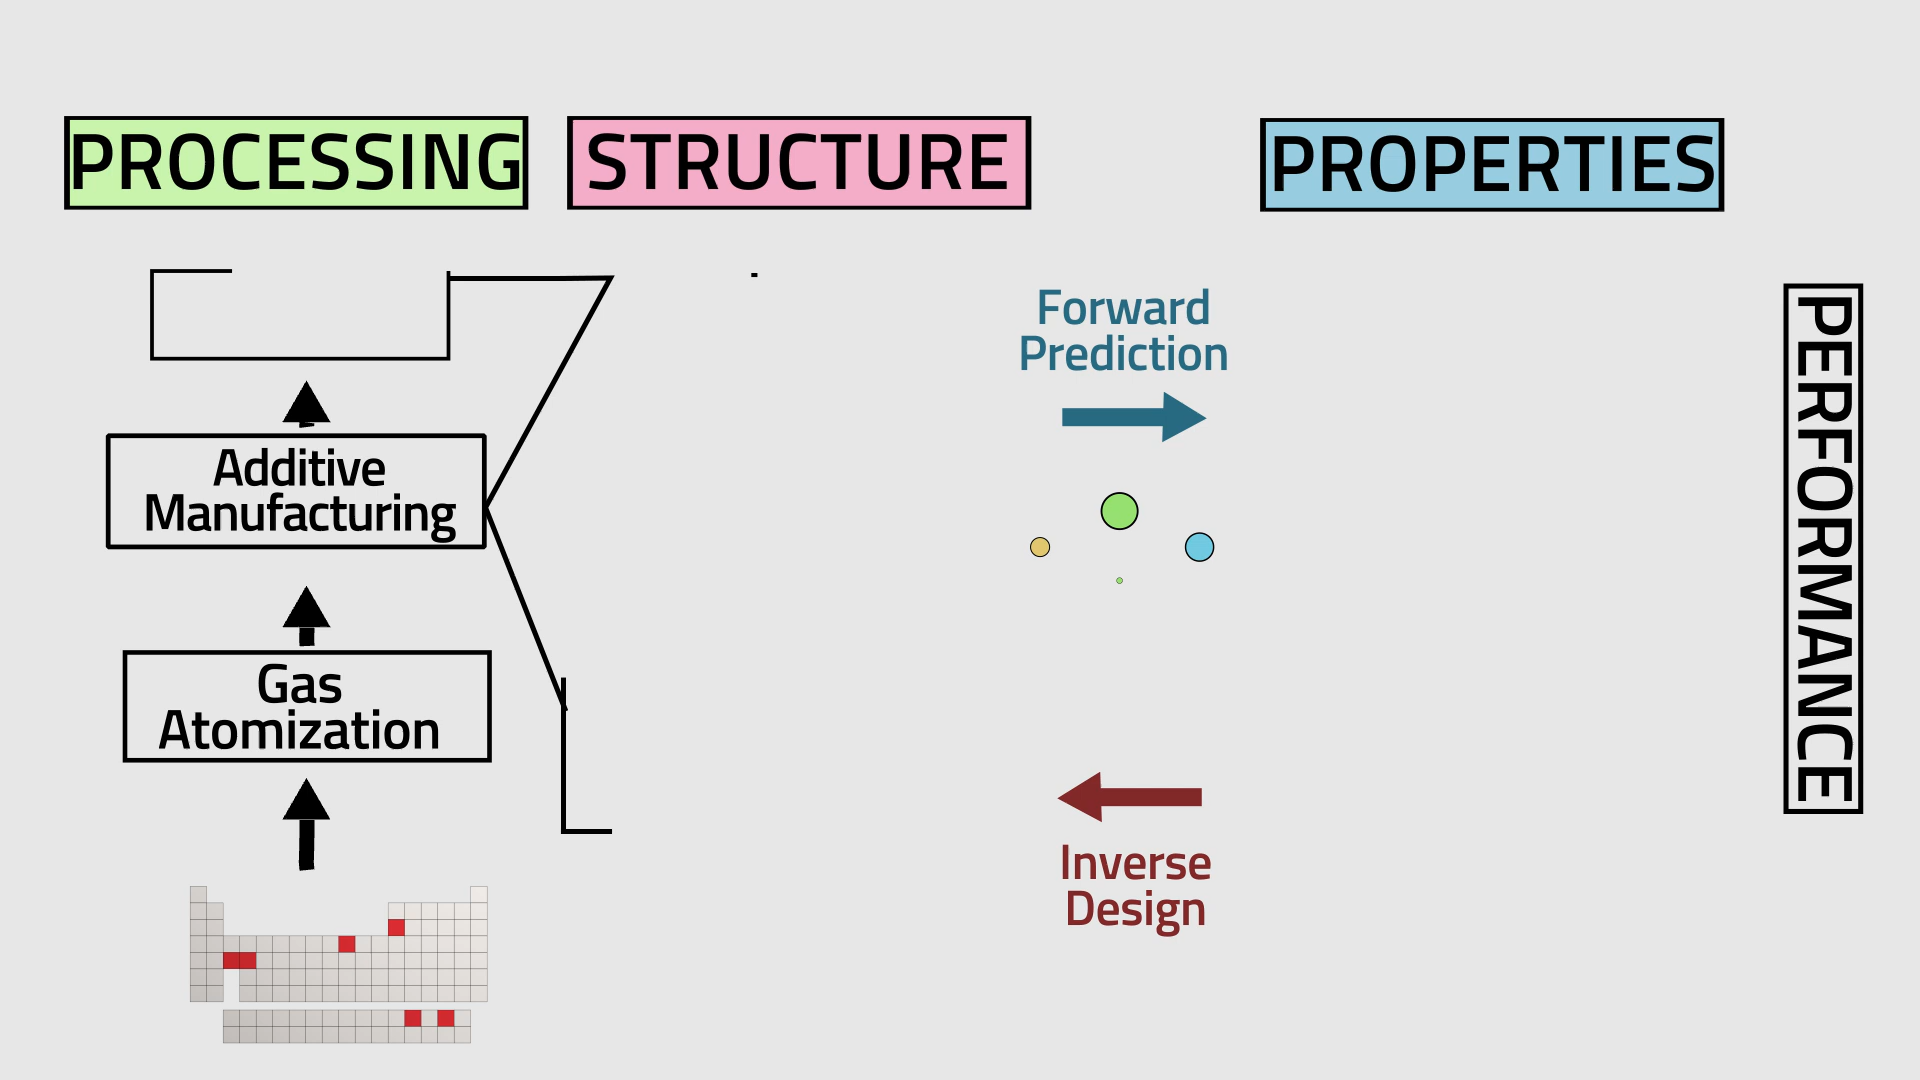 PROCESSING
STRUCTURE
PROPERTIES
Forward
Prediction
Additive
Manufacturing
Gas
Atomization
Inverse
Design
PERFORMANCE